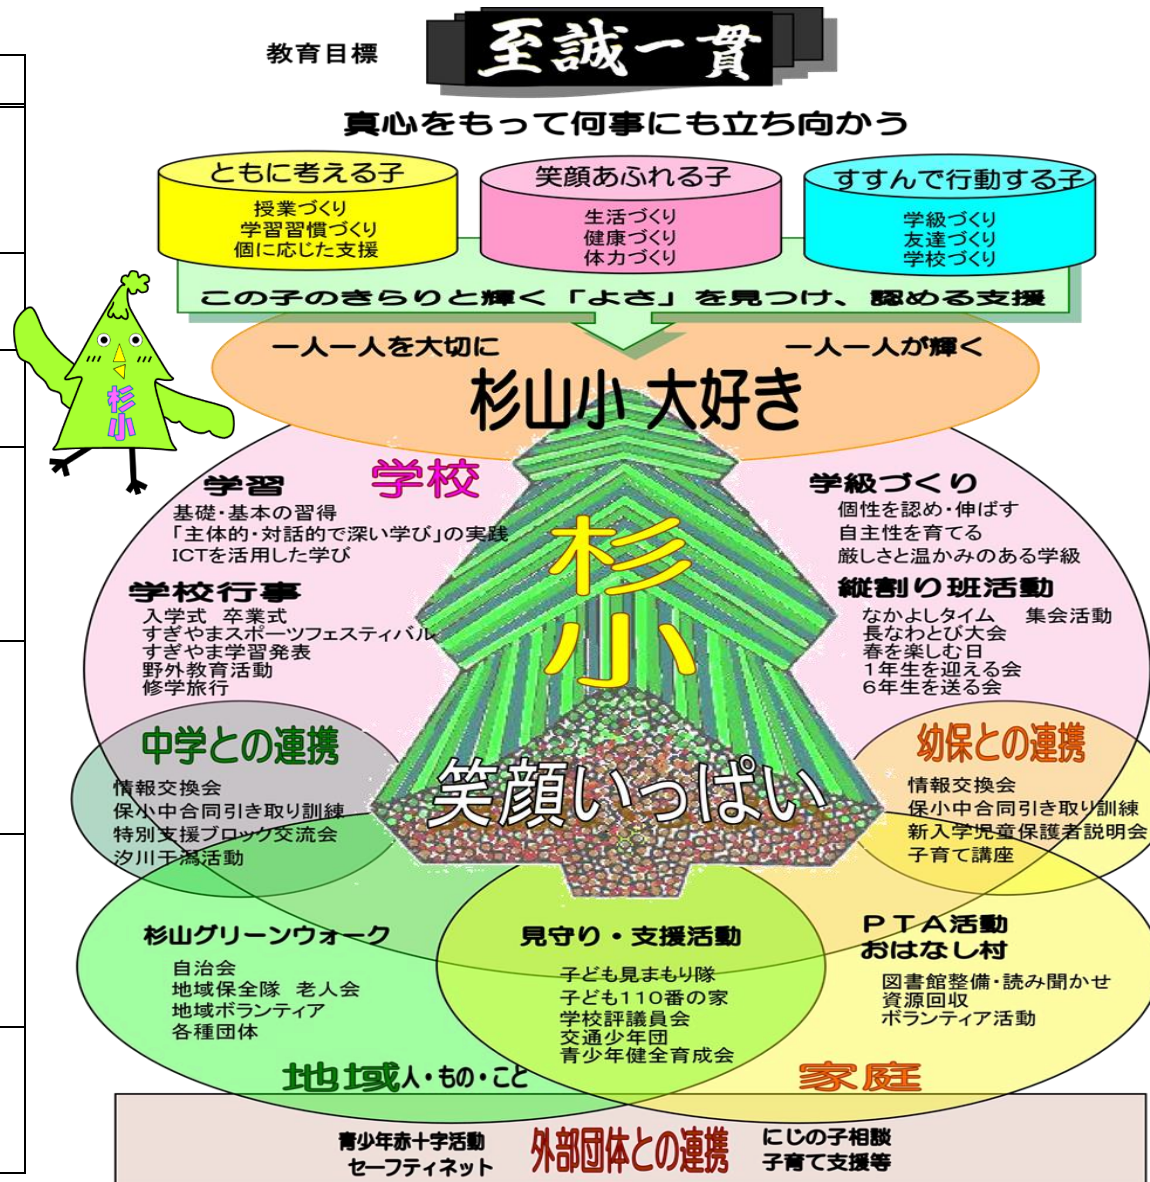 教育目標
至誠一貫
真心をもって何事にも立ち向かう
ともに考える子
授業づくり
学習習慣づくり
個に応じた支援
笑顔あふれる子
生活づくり
健康づくり
体力づくり
すすんで行動する子
学級づくり
友達づくり
学校づくり
この子のきらりと輝く「よさ」を見つけ、認める支援
一人一人を大切に
一人一人が輝く
杉山小 大好き
杉小
学校
学習
基礎・基本の習得
「主体的・対話的で深い学び」の実践
ICTを活用した学び
学校行事
入学式 卒業式
すぎやまスポーツフェスティバル
すぎやま学習発表
野外教育活動
修学旅行
学級づくり
個性を認め・伸ばす
自主性を育てる
厳しさと温かみのある学級
縦割り班活動
なかよしタイム 集会活動
長なわとび大会
春を楽しむ日
1年生を迎える会
6年生を送る会
杉
小
笑顔いっぱい
中学との連携
情報交換会
保小中合同引き取り訓練
特別支援ブロック交流会
汐川干潟活動
幼保との連携
情報交換会
保小中合同引き取り訓練
新入学児童保護者説明会
子育て講座
杉山グリーンウォーク
自治会
地域保全隊 老人会
地域ボランティア
各種団体
見守り・支援活動
子ども見まもり隊
子ども110番の家
学校評議員会
交通少年団
青少年健全育成会
PTA活動
おはなし村
図書館整備・読み聞かせ
資源回収
ボランティア活動
地域人・もの・こと
家庭
青少年赤十字活動
セーフティネット
外部団体との連携
にじの子相談
子育て支援等